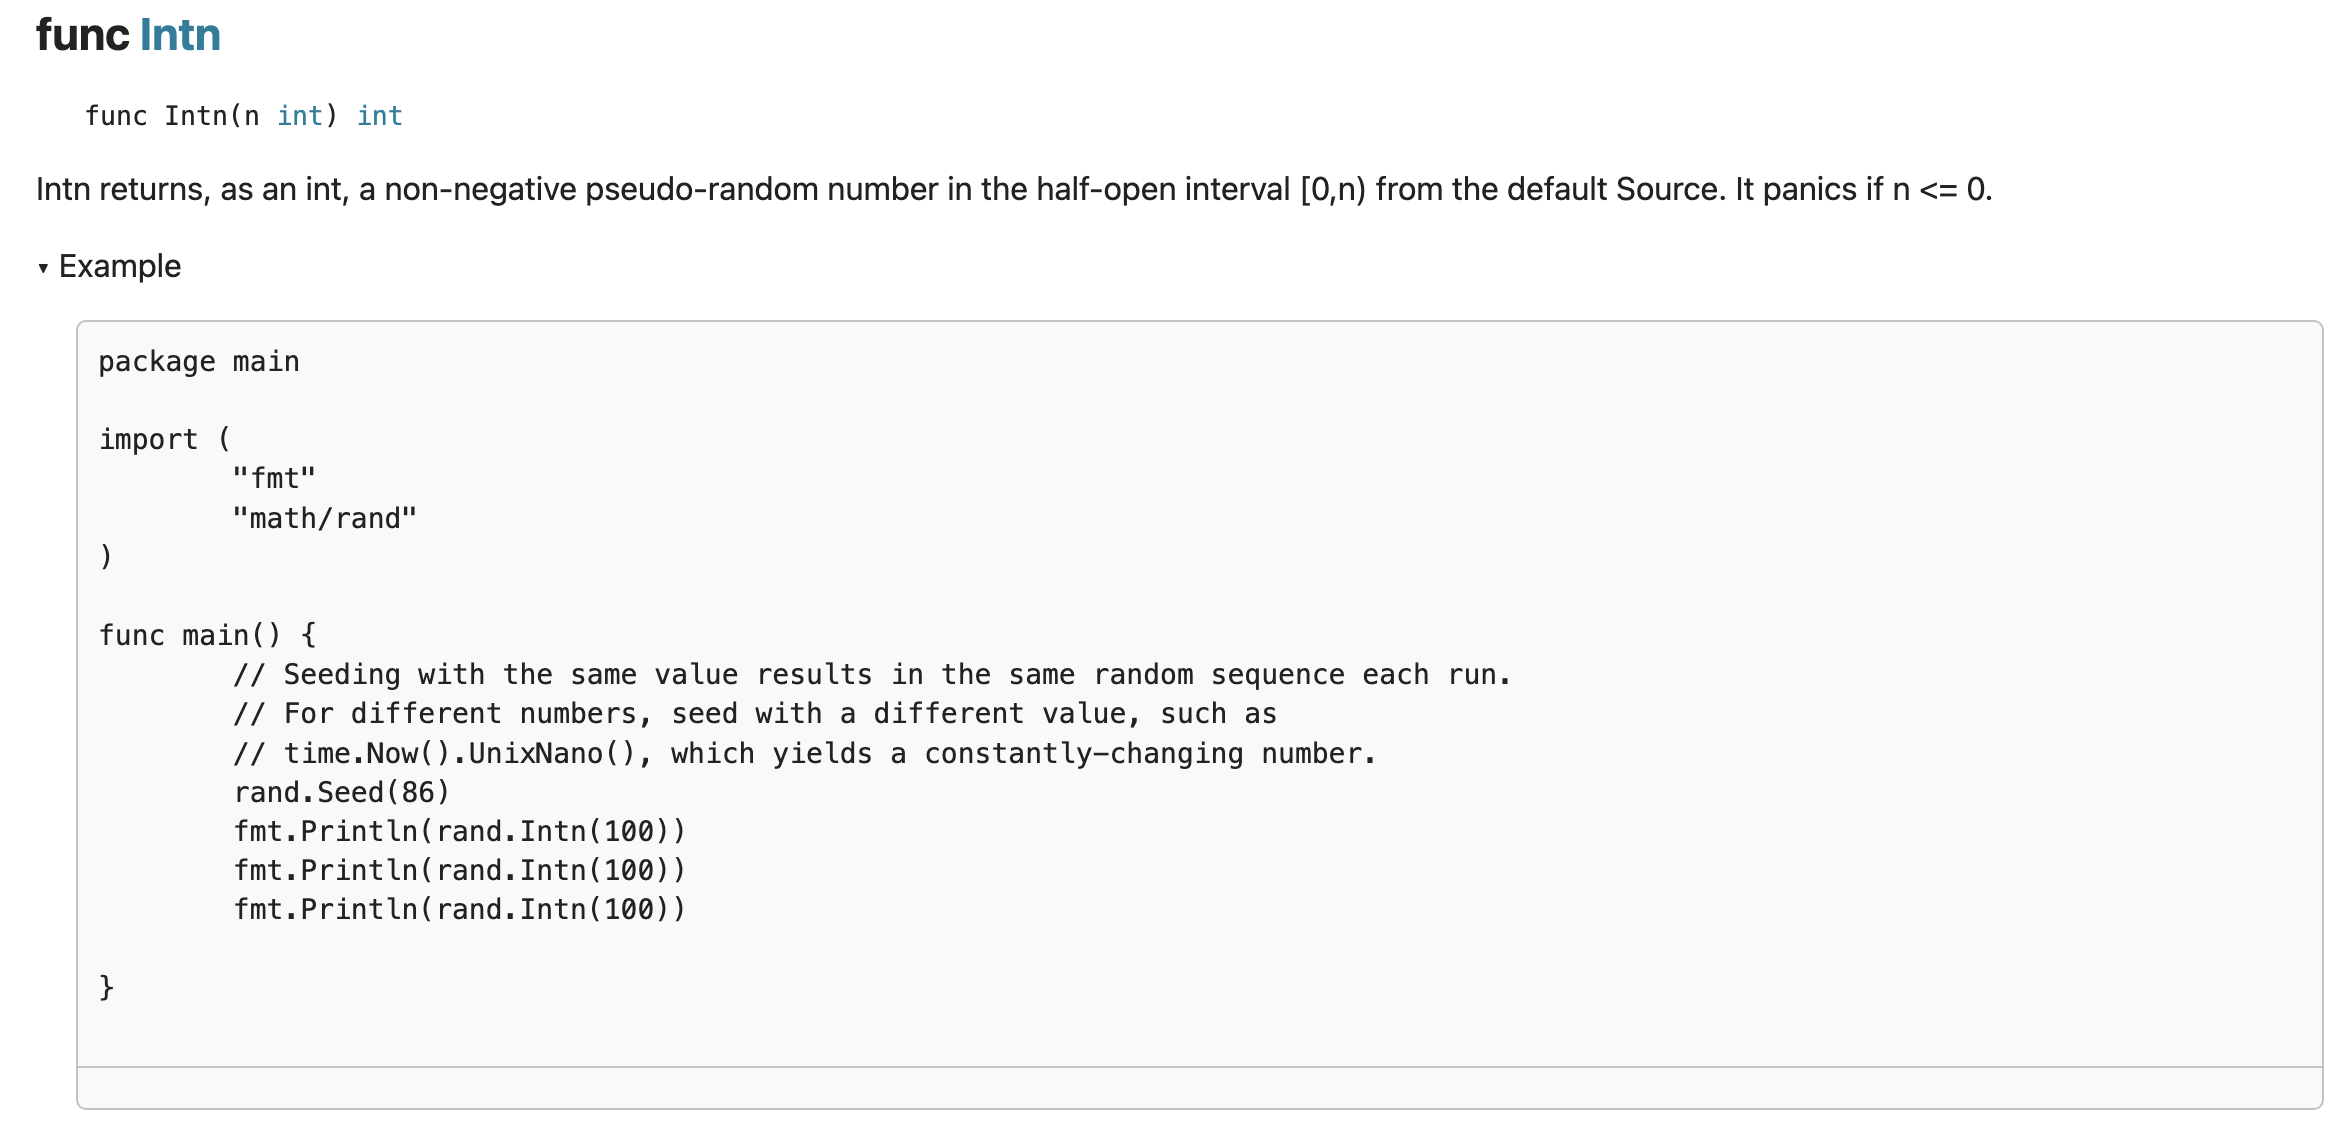 func Intn
func Intn(n int) int
Intn returns, as an int, a non-negative pseudo-random number in the half-open interval [0,n) from the default Source. It panics if n <= 0.
▾ Example
package main
import (
"fmt"
"math/rand"
)
func main() {
// Seeding with the same value results in the same random sequence each run.
// For different numbers, seed with a different value, such as
// time.Now().UnixNano(), which yields a constantly-changing number.
rand.Seed(86)
fmt.Println(rand.Intn(100))
fmt.Println(rand.Intn(100))
fmt.Println(rand.Intn(100))
}